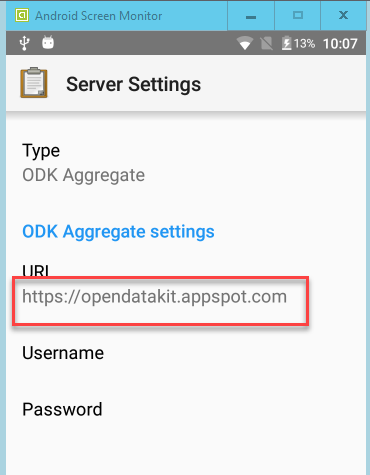 Android Screen Monitor
13% 10:07
Server Settings
Type
ODK Aggregate
ODK Aggregate settings
URL
https://opendatakit.appspot.com
Username
Password